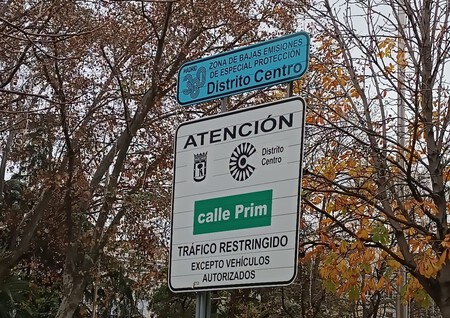 MADRID
ZONA DE BAJAS EMISIONES
DE ESPECIAL PROTECCIÓN
Distrito Centro
ATENCIÓN
Distrito
Centro
calle Prim
TRÁFICO RESTRINGIDO
EXCEPTO VEHÍCULOS
AUTORIZADOS